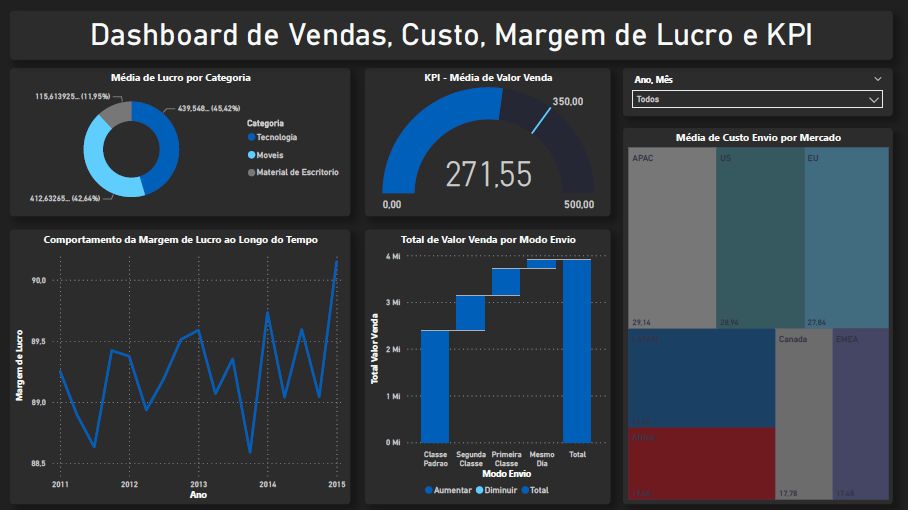 Dashboard de Vendas, Custo, Margem de Lucro e KPI
Média de Lucro por Categoria
115,613925... (11,95%)
439,548... (45,42%)
412,63265... (42,64%)
Categoria
Tecnologia
Moveis
Material de Escritorio
KPI - Média de Valor Venda
350,00
271,55
0,00
500,00
Ano, Mês
Todos
Média de Custo Envio por Mercado
APAC
US
EU
29,14
28,94
27,84
LATAM
Canada
EMEA
Africa
17,78
Comportamento da Margem de Lucro ao Longo do Tempo
Margem de Lucro
90,0
89,5
89,0
88,5
2011
2012
2013
2014
2015
Ano
Total de Valor Venda por Modo Envio
Total Valor Venda
4 Mi
3 Mi
2 Mi
1 Mi
0 Mi
Classe
Padrao
Segunda
Classe
Primeira
Classe
Mesmo
Dia
Total
Modo Envio
Aumentar
Diminuir
Total